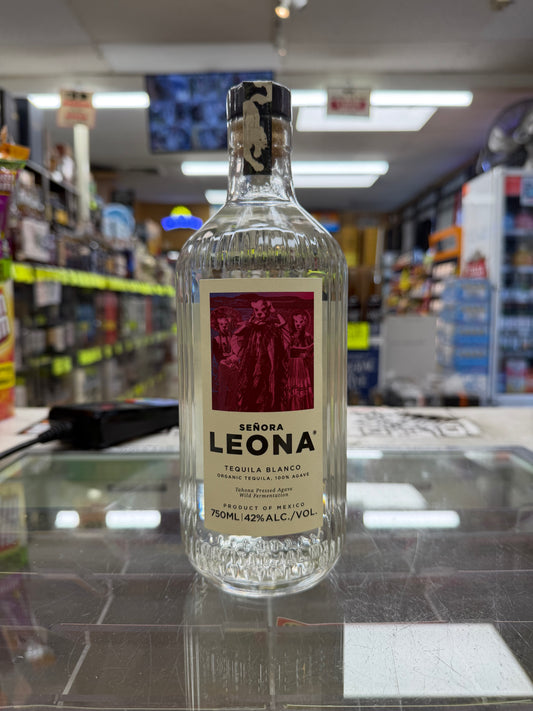 SEÑORA
LEONA®
TEQUILA BLANCO
ORGANIC TEQUILA, 100% AGAVE
Tahona Pressed Agave
Wild Fermentation
PRODUCT OF MEXICO
750ML | 42% ALC./VOL.